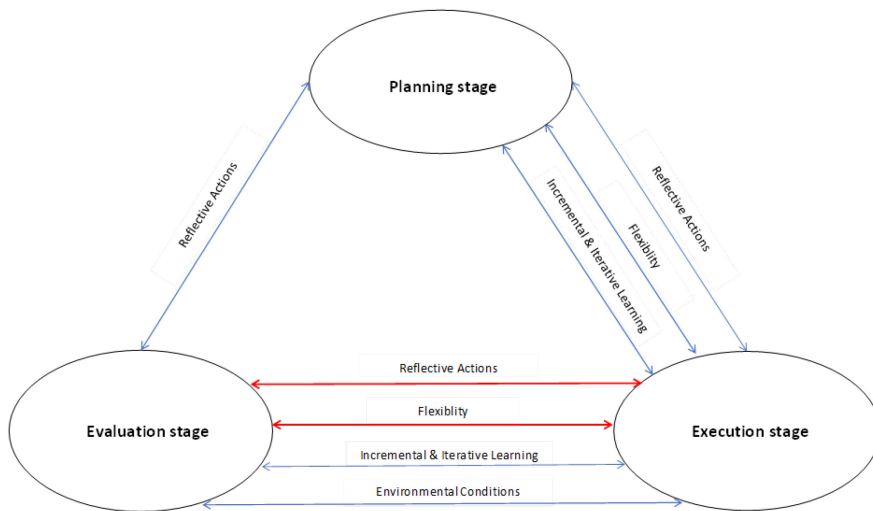 Planning stage
Reflective Actions
Incremental & Iterative Learning
Flexiblity
Reflective Actions
Reflective Actions
Flexiblity
Incremental & Iterative Learning
Environmental Conditions
Evaluation stage
Execution stage